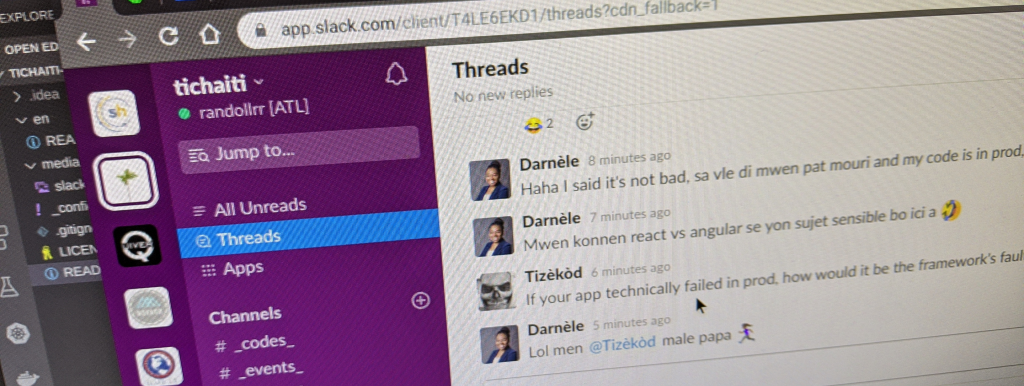 EXPLORE
OPEN ED
TICHAITI-
.idea
en
REA
media
slack
_confi
.gitign
LICEN
READ
app.slack.com/client/T4LE6EKD1/threads?cdn_fallback=1
sh
tichaiti
randollrr [ATL]
Jump to...
All Unreads
Threads
Apps
Channels
# _codes_
# _events_
Threads
No new replies
2
Darnèle 8 minutes ago
Haha I said it's not bad, sa vle di mwen pat mouri and my code is in prod,
Darnèle 7 minutes ago
Mwen konnen react vs angular se yon sujet sensible bo ici a 🤣
Tizèkòd 6 minutes ago
If your app technically failed in prod, how would it be the framework's faul
Darnèle 5 minutes ago
Lol men @Tizèkòd male papa 🏃‍♀️